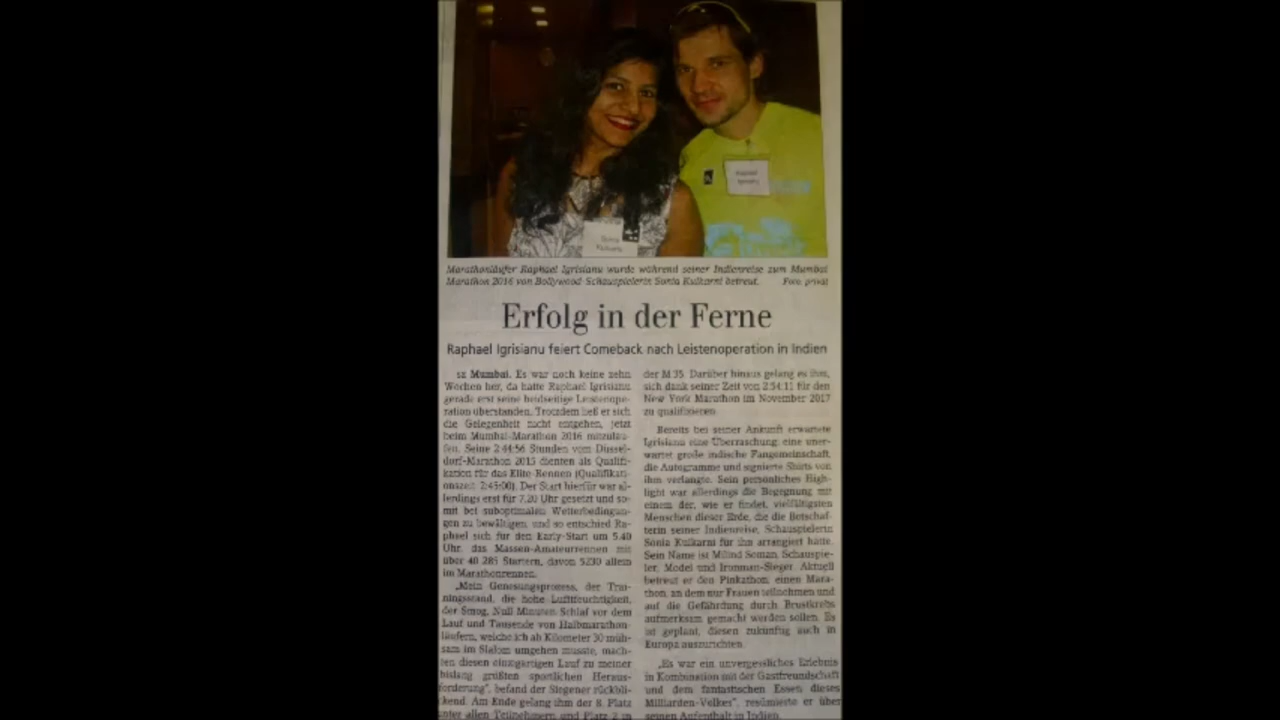 Raphael
Sonia
Kulkarni
Marathonläufer Raphael Igrisianu wurde während seiner Indienreise zum Mumbai
Marathon 2016 von Bollywood-Schauspielerin Sonia Kulkarni betreut. Foto: privat
Erfolg in der Ferne
Raphael Igrisianu feiert Comeback nach Leistenoperation in Indien
sz Mumbai. Es war noch keine zehn
Wochen her, da hatte Raphael Igrisianu
gerade erst seine beidseitige Leistenope-
ration überstanden. Trotzdem ließ er sich
die Gelegenheit nicht entgehen, jetzt
beim Mumbai-Marathon 2016 mitzulau-
fen. Seine 2:44:56 Stunden vom Düssel-
dorf-Marathon 2015 dienten als Qualifi-
kation für das Elite-Rennen (Qualifikati-
onszeit: 2:45:00). Der Start hierfür war al-
lerdings erst für 7.20 Uhr gesetzt und so-
mit bei suboptimalen Wetterbedingun-
gen zu bewältigen, und so entschied Ra-
phael sich für den Early-Start um 5.40
Uhr, das Massen-Amateurrennen mit
über 40 285 Startern, davon 5230 allein
im Marathonrennen.
„Mein Genesungsprozess, der Trai-
ningsstand, die hohe Luftfeuchtigkeit,
der Smog, Null Minuten Schlaf vor dem
Lauf und Tausende von Halbmarathon-
läufern, welche ich ab Kilometer 30 müh-
sam im Slalom umgehen musste, mach-
ten diesen einzigartigen Lauf zu meiner
bislang größten sportlichen Heraus-
forderung“, befand der Siegener rückbli-
ckend. Am Ende gelang ihm der 8. Platz
unter allen Teilnehmern und Platz 2 in
der M 35. Darüber hinaus gelang es ihm,
sich dank seiner Zeit von 2:54:11 für den
New York Marathon im November 2017
zu qualifizieren.
Bereits bei seiner Ankunft erwartete
Igrisianu eine Überraschung: eine uner-
wartet große indische Fangemeinschaft,
die Autogramme und signierte Shirts von
ihm verlangte. Sein persönliches High-
light war allerdings die Begegnung mit
einem der, wie er findet, vielfältigsten
Menschen dieser Erde, die die Botschaf-
terin seiner Indienreise, Schauspielerin
Sonia Kulkarni für ihn arrangiert hatte.
Sein Name ist Milind Soman, Schauspie-
ler, Model und Ironman-Sieger. Aktuell
betreut er den Pinkathon, einen Mara-
thon, an dem nur Frauen teilnehmen und
auf die Gefährdung durch Brustkrebs
aufmerksam gemacht werden sollen. Es
ist geplant, diesen zukünftig auch in
Europa auszurichten.
„Es war ein unvergessliches Erlebnis
in Kombination mit der Gastfreundschaft
und dem fantastischen Essen dieses
Milliarden-Volkes“, resümierte er über
seinen Aufenthalt in Indien.